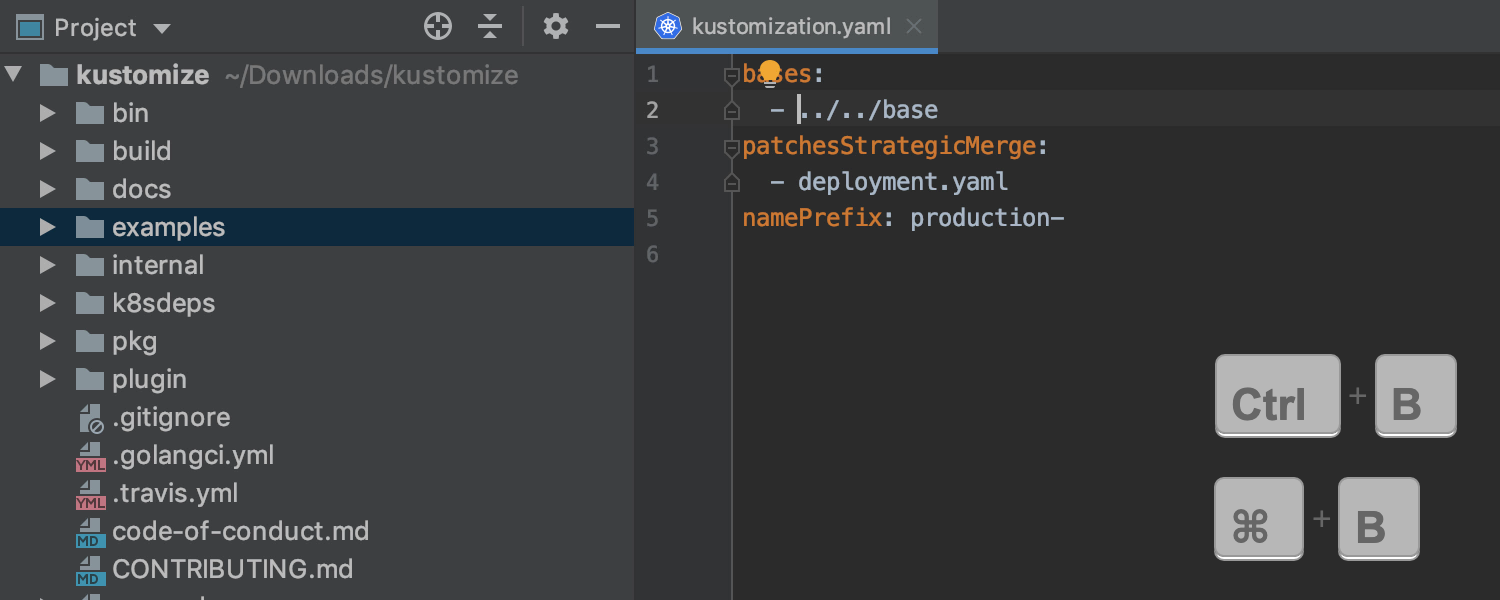 Project
kustomize ~/Downloads/kustomize
bin
build
docs
examples
internal
k8sdeps
pkg
plugin
.gitignore
YML .golangci.yml
YML .travis.yml
MD code-of-conduct.md
MD CONTRIBUTING.md
kustomization.yaml
1 bases:
2   - ../../base
3 patchesStrategicMerge:
4   - deployment.yaml
5 namePrefix: production-
6
Ctrl + B
⌘ + B